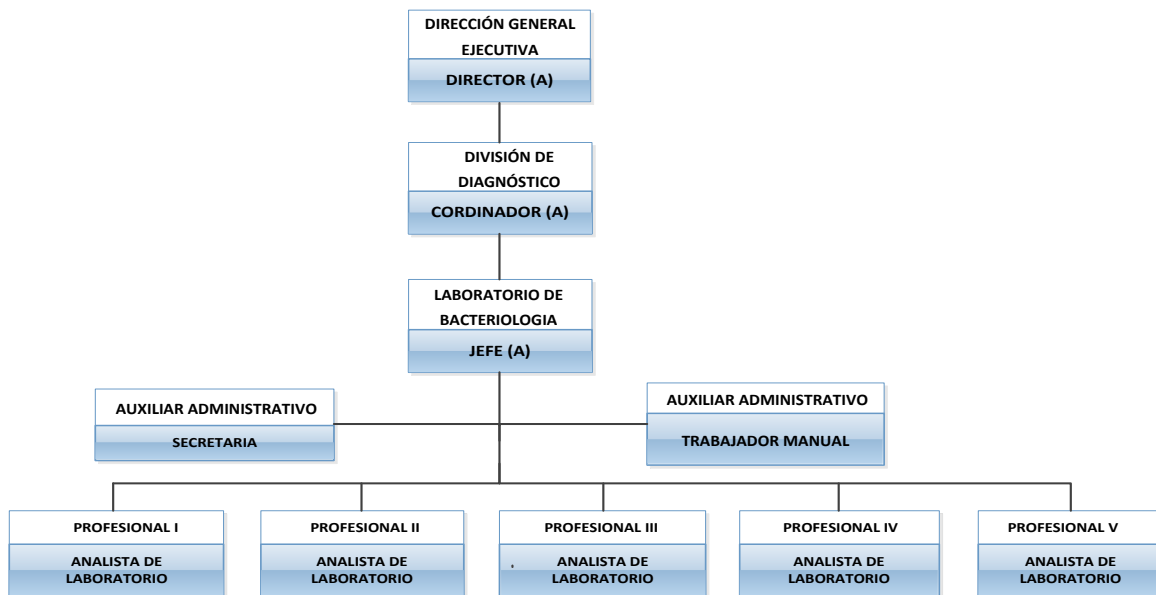 DIRECCIÓN GENERAL
EJECUTIVA
DIRECTOR (A)
DIVISIÓN DE
DIAGNÓSTICO
CORDINADOR (A)
LABORATORIO DE
BACTERIOLOGIA
JEFE (A)
AUXILIAR ADMINISTRATIVO
SECRETARIA
AUXILIAR ADMINISTRATIVO
TRABAJADOR MANUAL
PROFESIONAL I
ANALISTA DE
LABORATORIO
PROFESIONAL II
ANALISTA DE
LABORATORIO
PROFESIONAL III
ANALISTA DE
LABORATORIO
PROFESIONAL IV
ANALISTA DE
LABORATORIO
PROFESIONAL V
ANALISTA DE
LABORATORIO